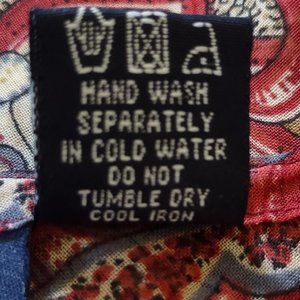 HAND WASH
SEPARATELY
IN COLD WATER
DO NOT
TUMBLE DRY
COOL IRON